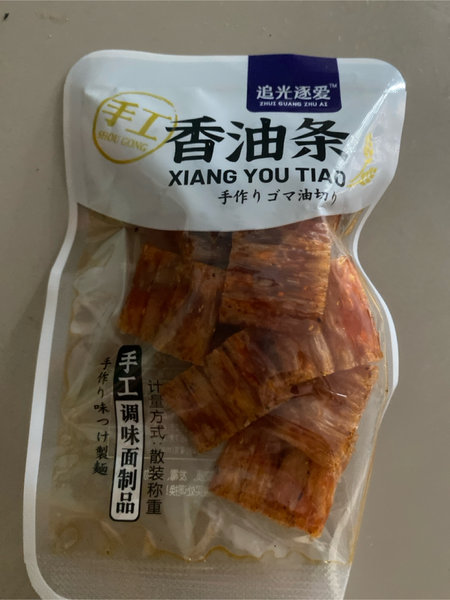 追光逐爱™
ZHUI GUANG ZHU AI
手工
SHOU GONG
香油条
XIANG YOU TIAO
手作りゴマ油切り
手工调味面制品
手作り味つけ製麺
计量方式:散装称重